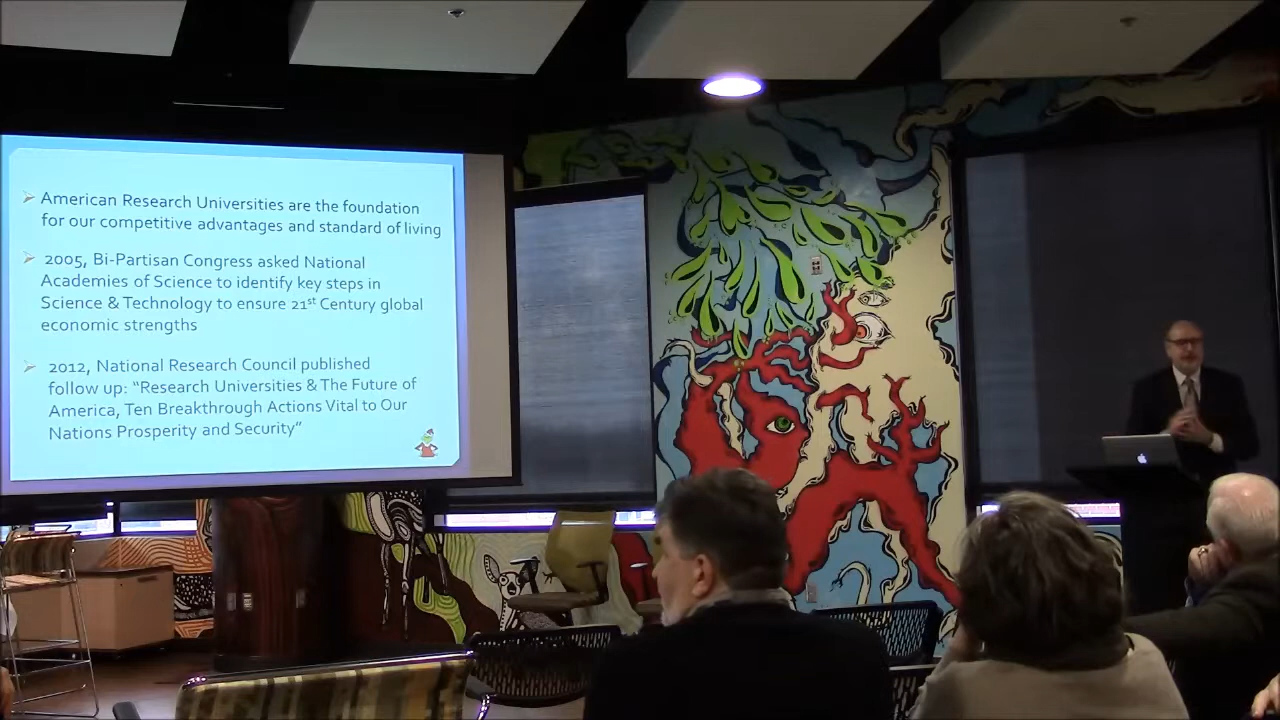 American Research Universities are the foundation
for our competitive advantages and standard of living
2005, Bi-Partisan Congress asked National
Academies of Science to identify key steps in
Science & Technology to ensure 21st Century global
economic strengths
2012, National Research Council published
follow up: “Research Universities & The Future of
America, Ten Breakthrough Actions Vital to Our
Nations Prosperity and Security”